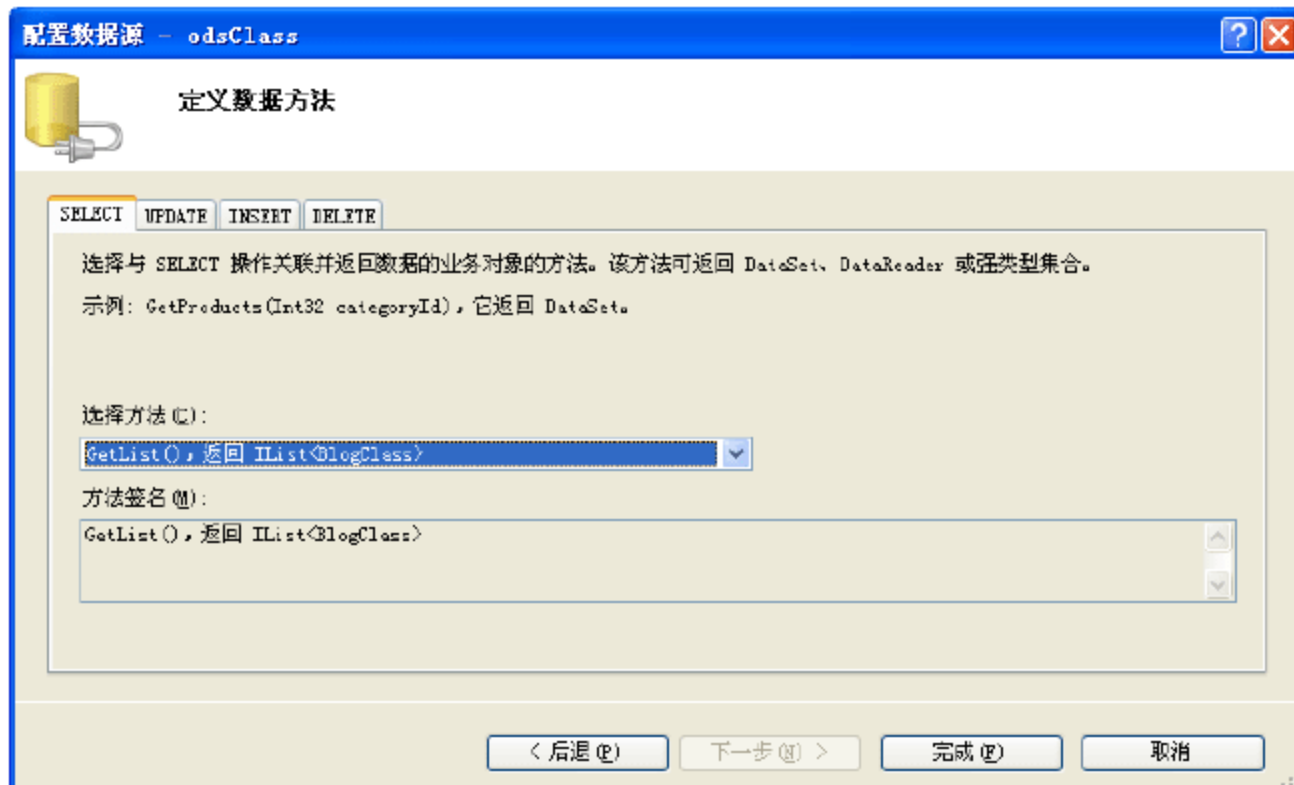 配置数据源 - odsClass
定义数据方法
SELECT UPDATE INSERT DELETE
选择与 SELECT 操作关联并返回数据的业务对象的方法。该方法可返回 DataSet、DataReader 或强类型集合。
示例: GetProducts(Int32 categoryId)，它返回 DataSet。
选择方法(C):
GetList()，返回 IList<BlogClass>
方法签名(M):
GetList()，返回 IList<BlogClass>
< 后退(P) 下一步(N) > 完成(F) 取消